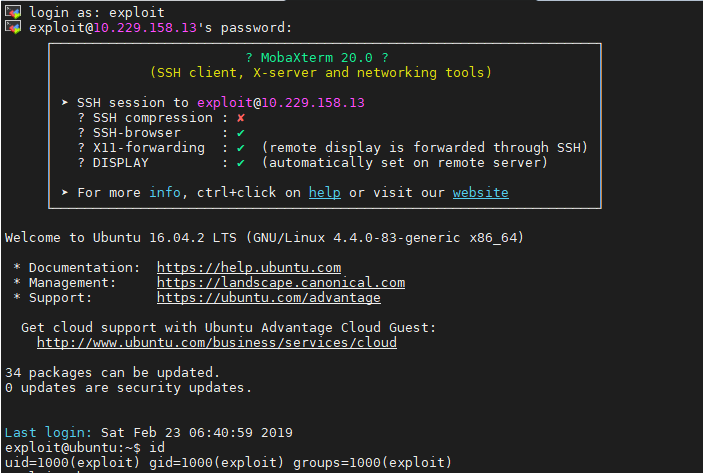 login as: exploit
exploit@10.229.158.13's password:
? MobaXterm 20.0 ?
(SSH client, X-server and networking tools)
➤ SSH session to exploit@10.229.158.13
? SSH compression : ✘
? SSH-browser     : ✔
? X11-forwarding  : ✔  (remote display is forwarded through SSH)
? DISPLAY         : ✔  (automatically set on remote server)
➤ For more info, ctrl+click on help or visit our website
Welcome to Ubuntu 16.04.2 LTS (GNU/Linux 4.4.0-83-generic x86_64)
* Documentation:  https://help.ubuntu.com
* Management:     https://landscape.canonical.com
* Support:        https://ubuntu.com/advantage
Get cloud support with Ubuntu Advantage Cloud Guest:
http://www.ubuntu.com/business/services/cloud
34 packages can be updated.
0 updates are security updates.
Last login: Sat Feb 23 06:40:59 2019
exploit@ubuntu:~$ id
uid=1000(exploit) gid=1000(exploit) groups=1000(exploit)